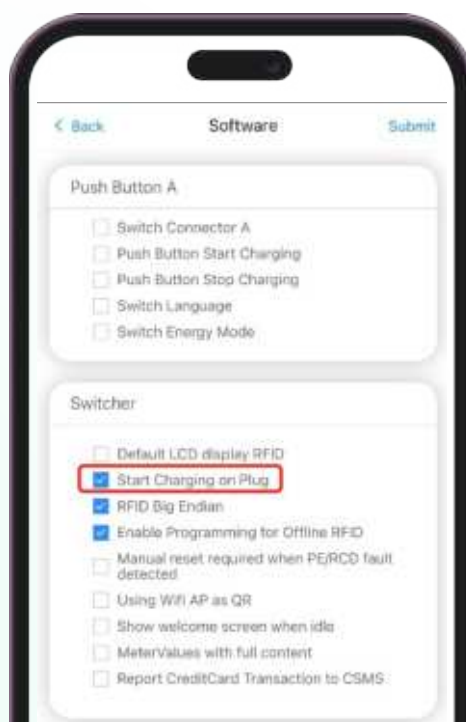 < Back Software Submit
Push Button A
Switch Connector A
Push Button Start Charging
Push Button Stop Charging
Switch Language
Switch Energy Mode
Switcher
Default LCD display RFID
Start Charging on Plug
RFID Big Endian
Enable Programming for Offline RFID
Manual reset required when PE/RCD fault
detected
Using Wifi AP as QR
Show welcome screen when idle
MeterValues with full content
Report CreditCard Transaction to CSMS